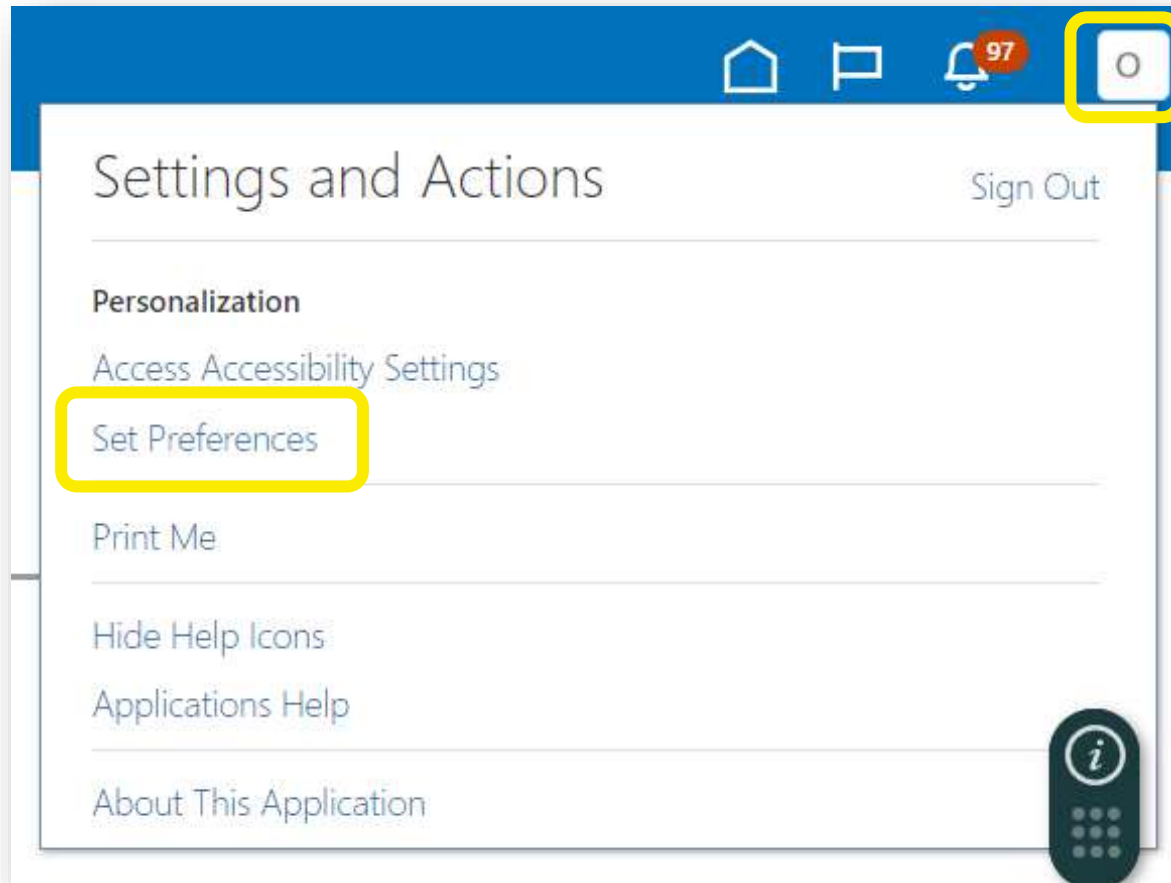 97
O
Settings and Actions
Sign Out
Personalization
Access Accessibility Settings
Set Preferences
Print Me
Hide Help Icons
Applications Help
About This Application
i